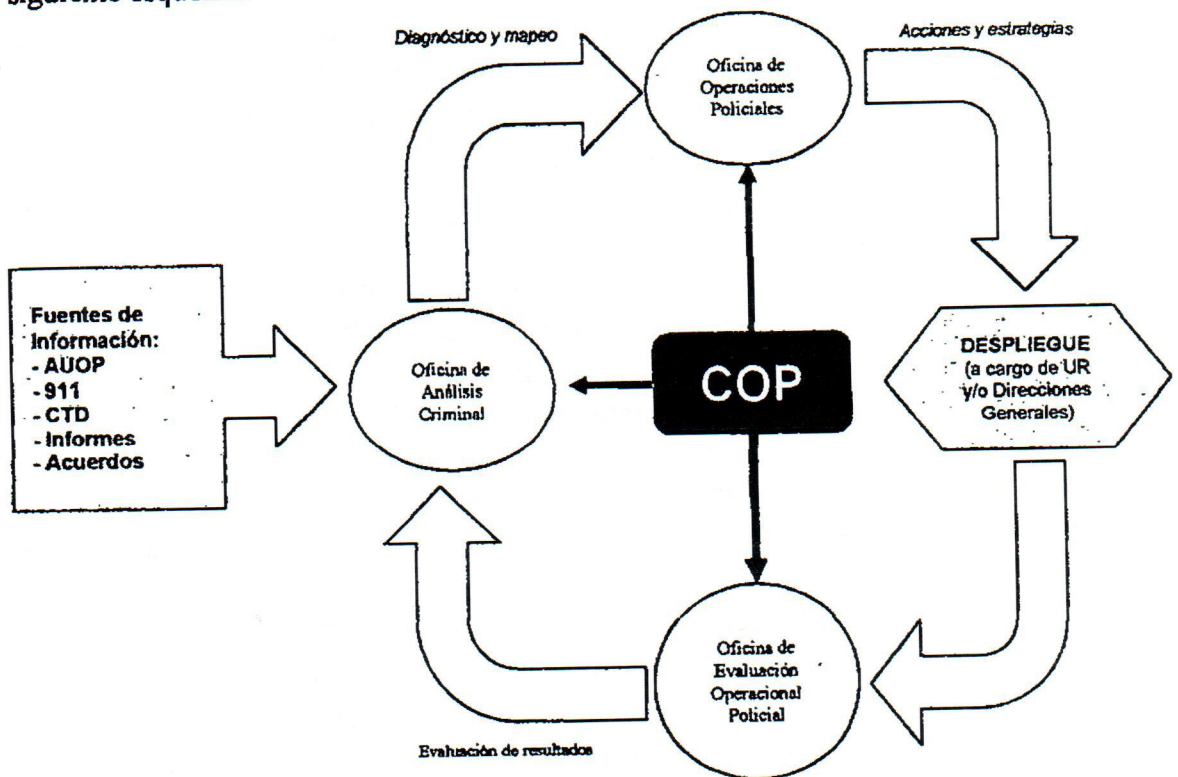 Diagnóstico y mapeo
Acciones y estrategias
Oficina de
Operaciones
Policiales
Fuentes de
Información:
- AUOP
- 911
- CTD
- Informes
- Acuerdos
Oficina de
Análisis
Criminal
COP
DESPLIEGUE
(a cargo de UR
y/o Direcciones
Generales)
Oficina de
Evaluación
Operacional
Policial
Evaluación de resultados